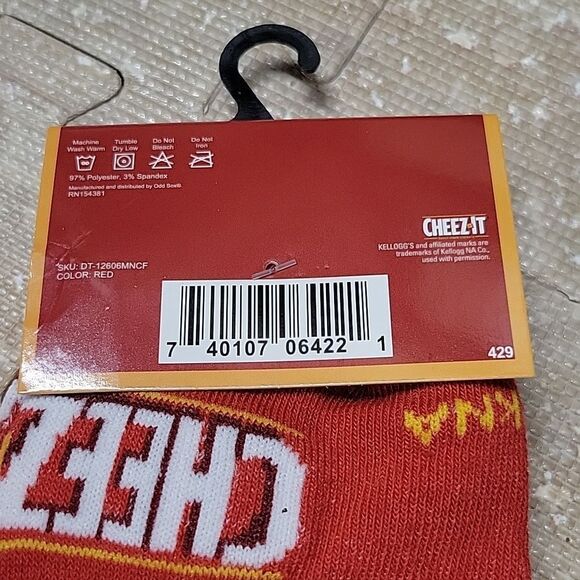 Machine
Wash Warm
Tumble
Dry Low
Do Not
Bleach
Do Not
Iron
97% Polyester, 3% Spandex
Manufactured and distributed by Odd Sox®
RN154381
CHEEZ-IT
KELLOGG'S and affiliated marks are
trademarks of Kellogg NA Co.,
used with permission.
SKU: DT-12606MNCF
COLOR: RED
7 40107 06422 1
429
KNA
CHEEZ